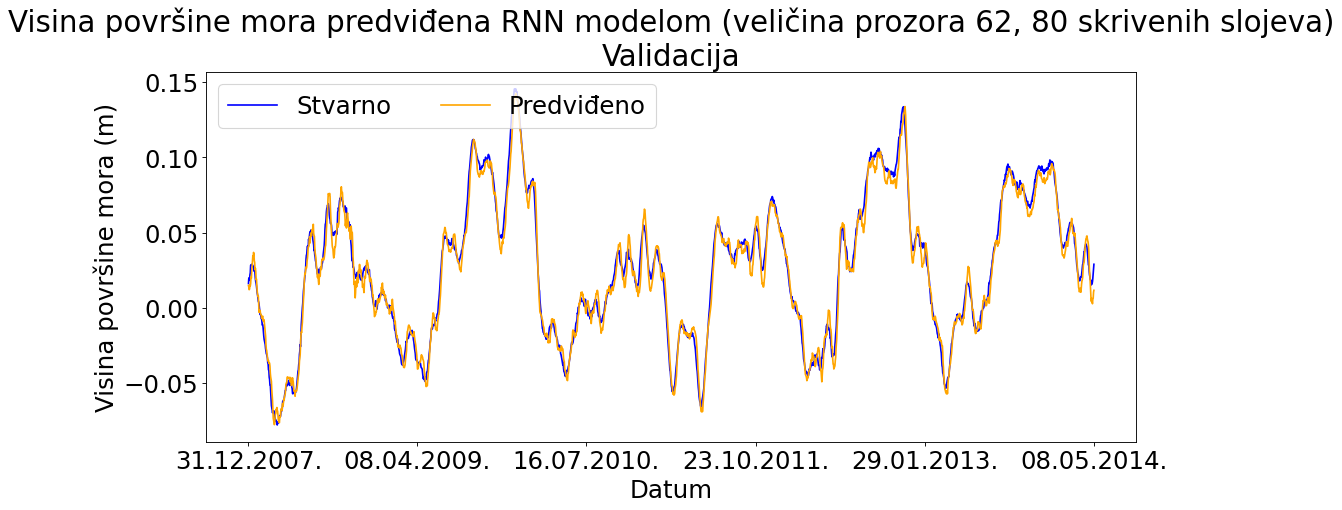 Visina površine mora predviđena RNN modelom (veličina prozora 62, 80 skrivenih slojeva)
Validacija
Stvarno
Predviđeno
Visina površine mora (m)
0.15
0.10
0.05
0.00
−0.05
31.12.2007.
08.04.2009.
16.07.2010.
23.10.2011.
29.01.2013.
08.05.2014.
Datum